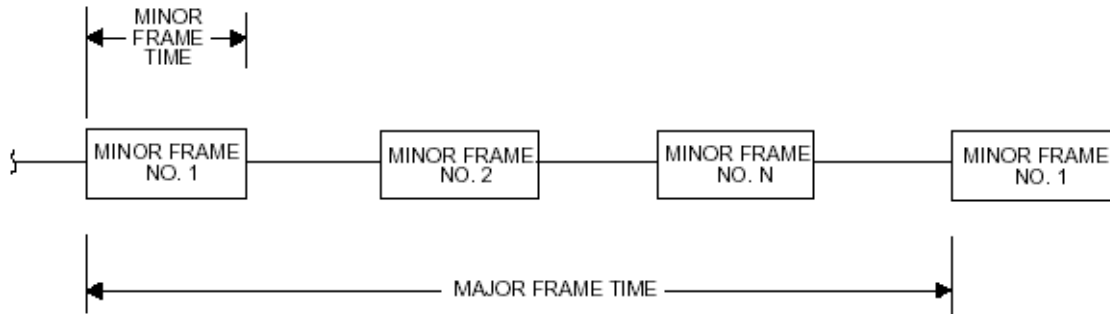 MINOR
FRAME
TIME
MINOR FRAME
NO. 1
MINOR FRAME
NO. 2
MINOR FRAME
NO. N
MINOR FRAME
NO. 1
MAJOR FRAME TIME